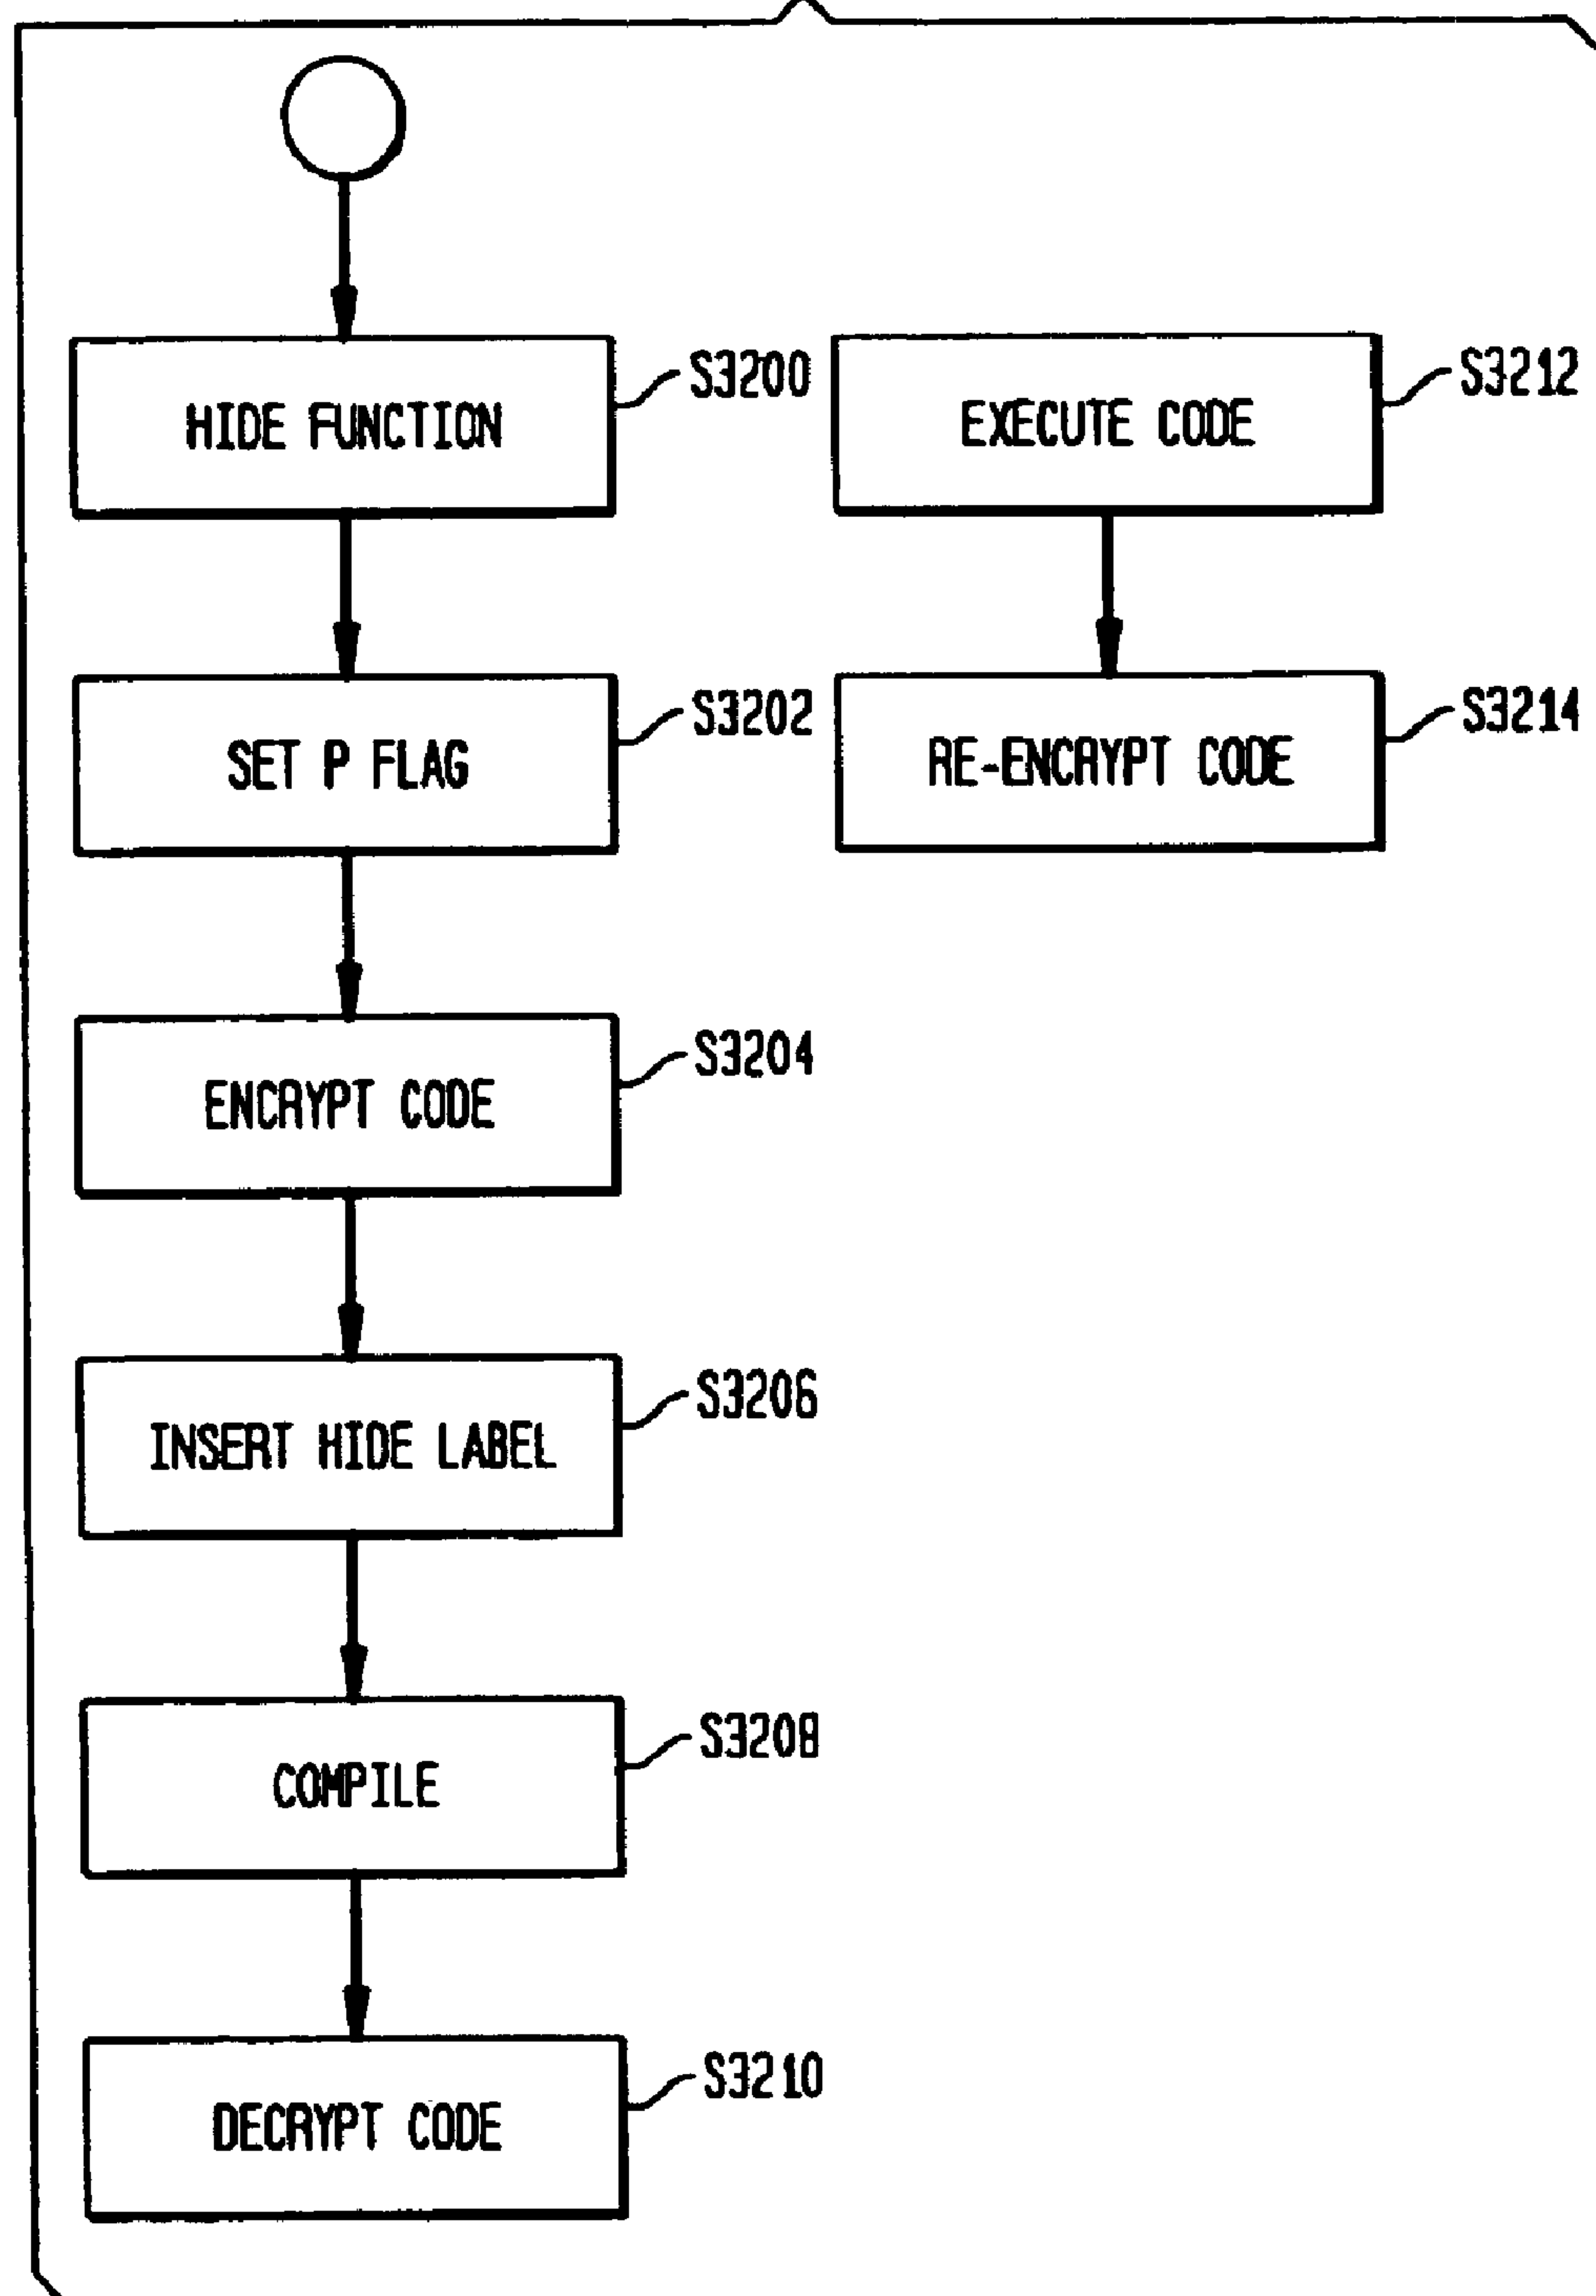 HIDE FUNCTION
S3200
SET P FLAG
S3202
ENCRYPT CODE
S3204
INSERT HIDE LABEL
S3206
COMPILE
S3208
DECRYPT CODE
S3210
EXECUTE CODE
S3212
RE-ENCRYPT CODE
S3214